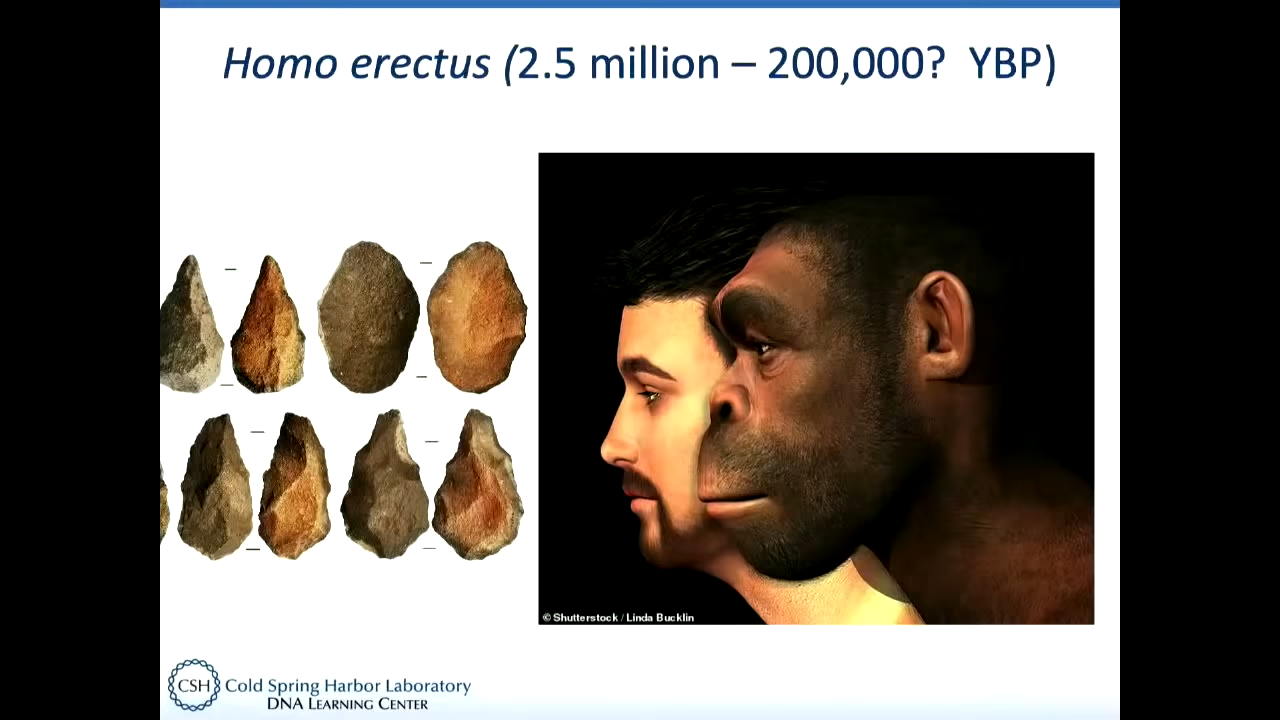 Homo erectus (2.5 million – 200,000? YBP)
© Shutterstock / Linda Bucklin
CSH Cold Spring Harbor Laboratory
DNA LEARNING CENTER